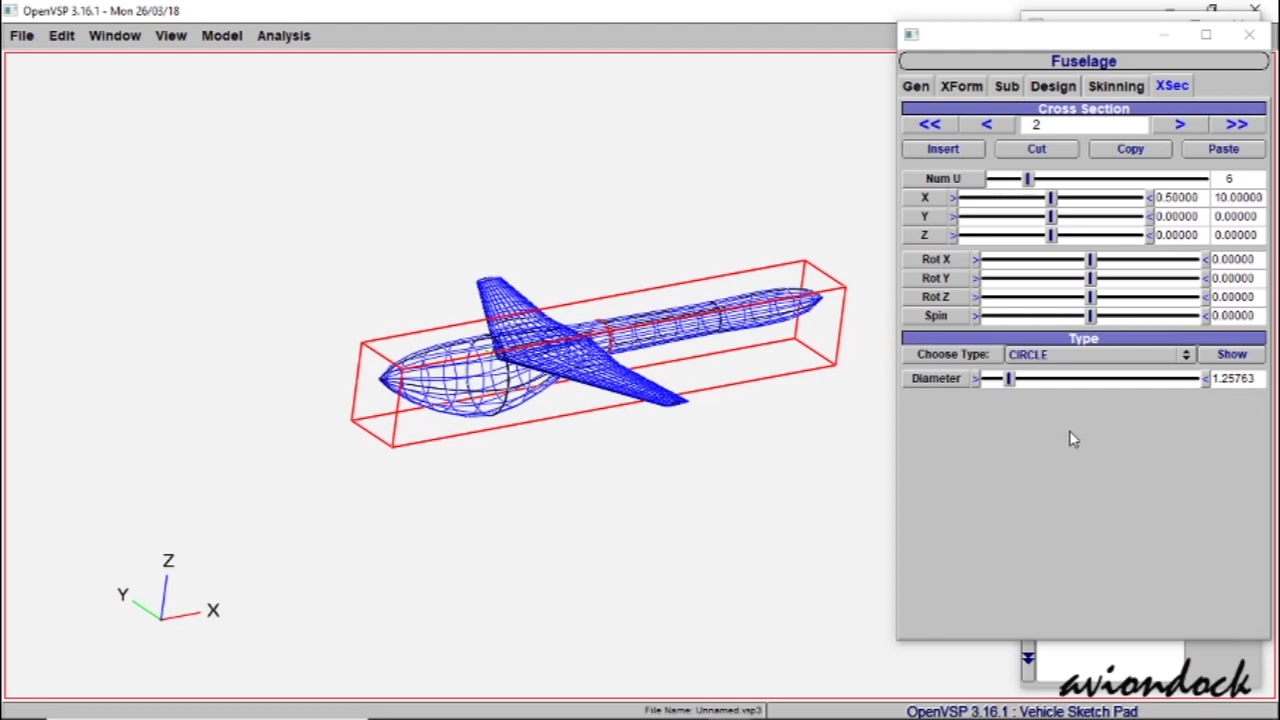 OpenVSP 3.16.1 - Mon 26/03/18
File Edit Window View Model Analysis
Fuselage
Gen XForm Sub Design Skinning XSec
Cross Section
<< < 2 > >>
Insert Cut Copy Paste
Num U 6
X > < 0.50000 10.00000
Y > < 0.00000 0.00000
Z > < 0.00000 0.00000
Rot X > < 0.00000
Rot Y > < 0.00000
Rot Z > < 0.00000
Spin > < 0.00000
Type
Choose Type: CIRCLE Show
Diameter > < 1.25763
Z
Y
X
aviondock
File Name: Unnamed.vsp3
OpenVSP 3.16.1 : Vehicle Sketch Pad